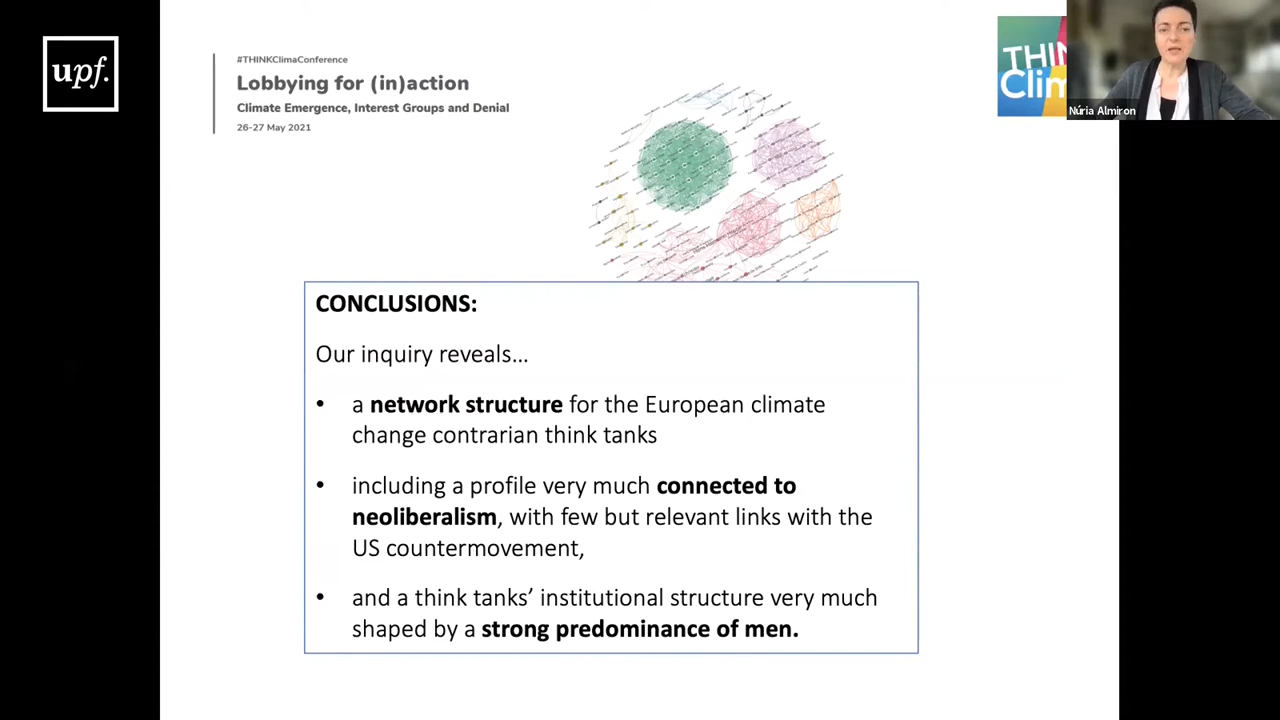 upf.
#THINKClimaConference
Lobbying for (in)action
Climate Emergence, Interest Groups and Denial
26-27 May 2021
THIN
Clim
Núria Almiron
CONCLUSIONS:
Our inquiry reveals...
• a network structure for the European climate
change contrarian think tanks
• including a profile very much connected to
neoliberalism, with few but relevant links with the
US countermovement,
• and a think tanks’ institutional structure very much
shaped by a strong predominance of men.